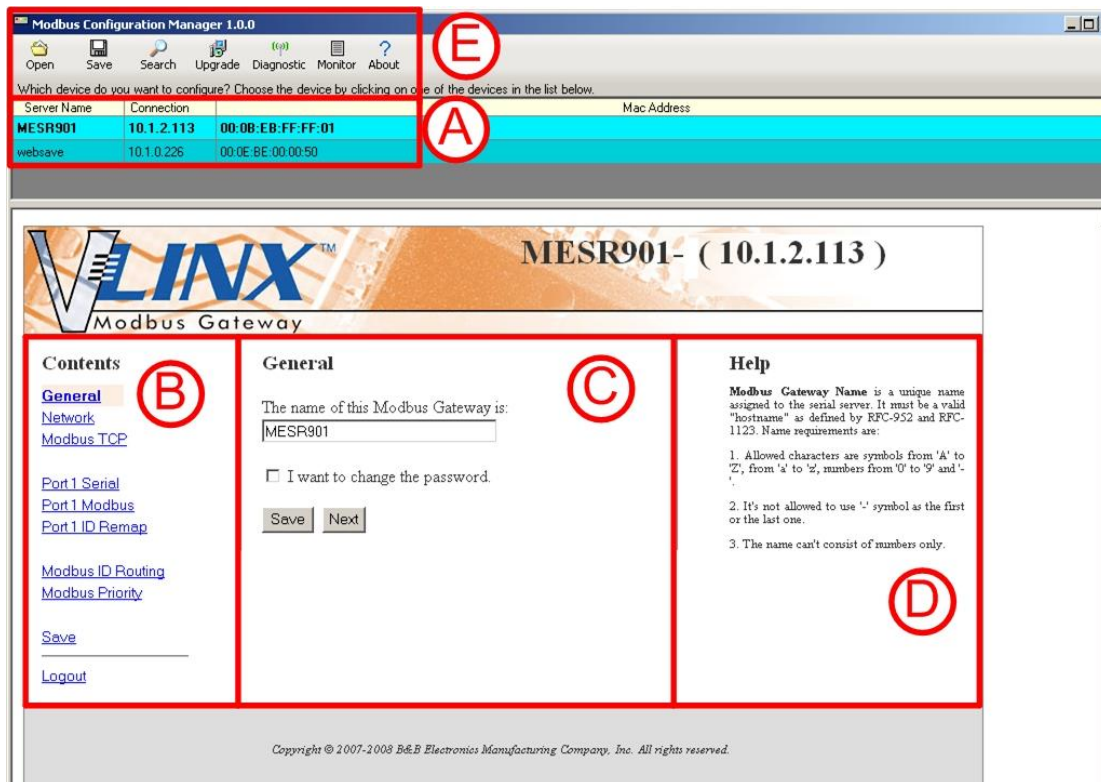 Modbus Configuration Manager 1.0.0
Open Save Search Upgrade Diagnostic Monitor About
E
Which device do you want to configure? Choose the device by clicking on one of the devices in the list below.
Server Name Connection Mac Address
MESR901 10.1.2.113 00:0B:EB:FF:FF:01
websave 10.1.0.226 00:0E:BE:00:00:50
A
VLINX™
Modbus Gateway
MESR901- ( 10.1.2.113 )
Contents
B
General
Network
Modbus TCP
Port 1 Serial
Port 1 Modbus
Port 1 ID Remap
Modbus ID Routing
Modbus Priority
Save
Logout
General
C
The name of this Modbus Gateway is:
MESR901
I want to change the password.
Save Next
Help
Modbus Gateway Name is a unique name
assigned to the serial server. It must be a valid
"hostname" as defined by RFC-952 and RFC-
1123. Name requirements are:
1. Allowed characters are symbols from 'A' to
'Z', from 'a' to 'z', numbers from '0' to '9' and '-
'.
2. It's not allowed to use '-' symbol as the first
or the last one.
3. The name can't consist of numbers only.
D
Copyright © 2007-2008 B&B Electronics Manufacturing Company, Inc. All rights reserved.